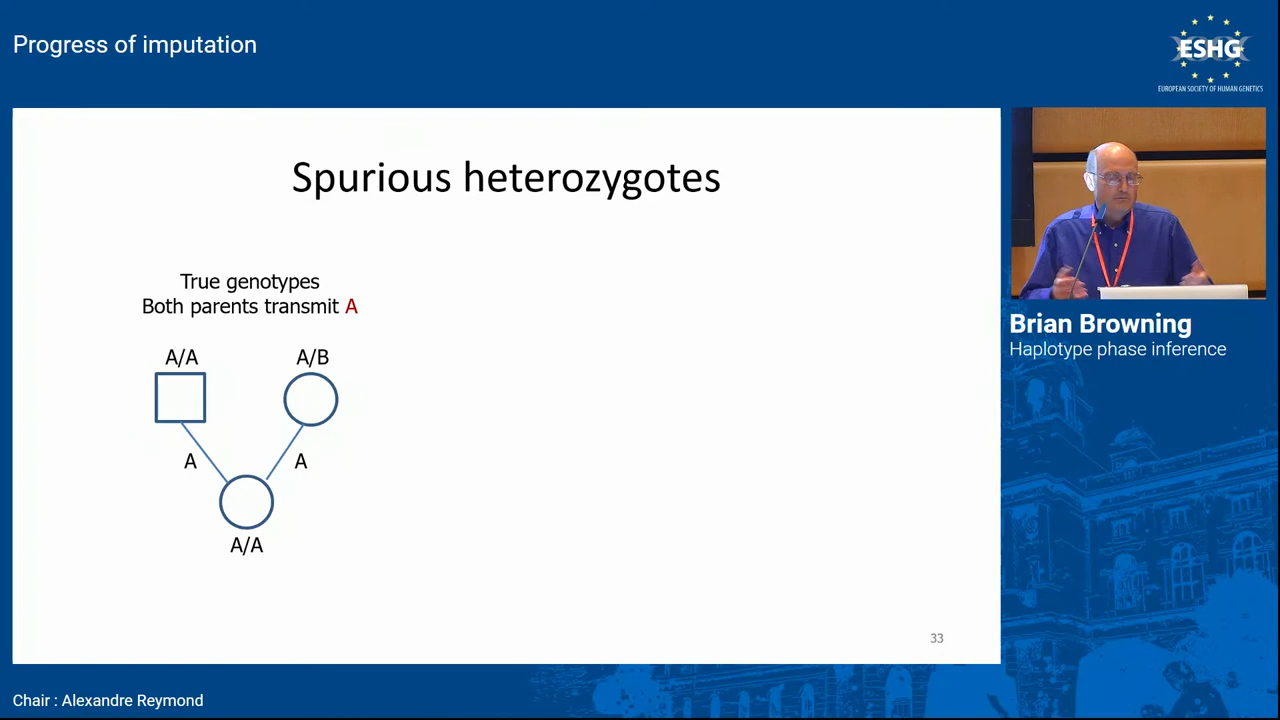 Progress of imputation
ESHG
EUROPEAN SOCIETY OF HUMAN GENETICS
Spurious heterozygotes
True genotypes
Both parents transmit A
A/A A/B
A A
A/A
33
Brian Browning
Haplotype phase inference
Chair : Alexandre Reymond